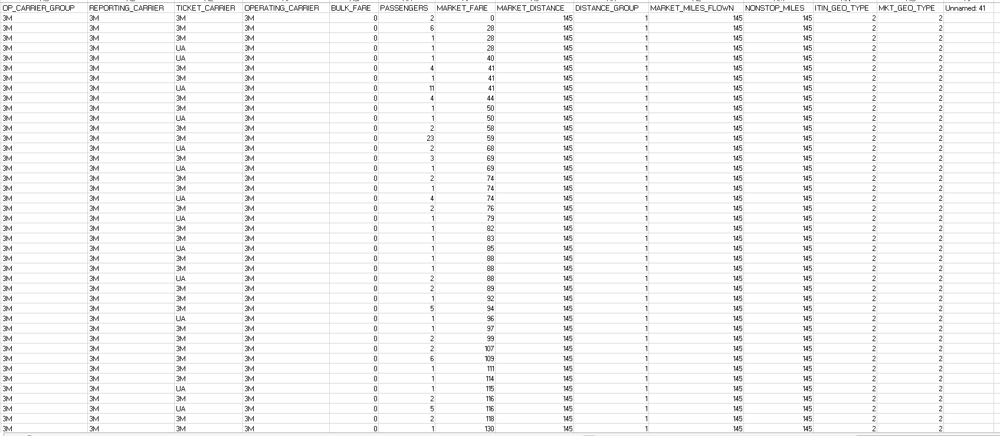 OP_CARRIER_GROUP REPORTING_CARRIER TICKET_CARRIER OPERATING_CARRIER BULK_FARE PASSENGERS MARKET_FARE MARKET_DISTANCE DISTANCE_GROUP MARKET_MILES_FLOWN NONSTOP_MILES ITIN_GEO_TYPE MKT_GEO_TYPE Unnamed: 41
3M 3M 3M 3M 0 2 0 145 1 145 145 2 2
3M 3M 3M 3M 0 6 28 145 1 145 145 2 2
3M 3M 3M 3M 0 1 28 145 1 145 145 2 2
3M 3M UA 3M 0 1 28 145 1 145 145 2 2
3M 3M UA 3M 0 1 40 145 1 145 145 2 2
3M 3M 3M 3M 0 4 41 145 1 145 145 2 2
3M 3M 3M 3M 0 1 41 145 1 145 145 2 2
3M 3M UA 3M 0 11 41 145 1 145 145 2 2
3M 3M 3M 3M 0 4 44 145 1 145 145 2 2
3M 3M 3M 3M 0 1 50 145 1 145 145 2 2
3M 3M UA 3M 0 1 50 145 1 145 145 2 2
3M 3M 3M 3M 0 2 58 145 1 145 145 2 2
3M 3M 3M 3M 0 23 59 145 1 145 145 2 2
3M 3M UA 3M 0 2 68 145 1 145 145 2 2
3M 3M 3M 3M 0 3 69 145 1 145 145 2 2
3M 3M UA 3M 0 1 69 145 1 145 145 2 2
3M 3M 3M 3M 0 2 74 145 1 145 145 2 2
3M 3M 3M 3M 0 1 74 145 1 145 145 2 2
3M 3M UA 3M 0 4 74 145 1 145 145 2 2
3M 3M 3M 3M 0 2 76 145 1 145 145 2 2
3M 3M UA 3M 0 1 79 145 1 145 145 2 2
3M 3M 3M 3M 0 1 82 145 1 145 145 2 2
3M 3M 3M 3M 0 1 83 145 1 145 145 2 2
3M 3M UA 3M 0 1 85 145 1 145 145 2 2
3M 3M 3M 3M 0 1 88 145 1 145 145 2 2
3M 3M 3M 3M 0 1 88 145 1 145 145 2 2
3M 3M UA 3M 0 2 88 145 1 145 145 2 2
3M 3M 3M 3M 0 2 89 145 1 145 145 2 2
3M 3M 3M 3M 0 1 92 145 1 145 145 2 2
3M 3M 3M 3M 0 5 94 145 1 145 145 2 2
3M 3M UA 3M 0 1 96 145 1 145 145 2 2
3M 3M 3M 3M 0 1 97 145 1 145 145 2 2
3M 3M 3M 3M 0 2 99 145 1 145 145 2 2
3M 3M 3M 3M 0 2 107 145 1 145 145 2 2
3M 3M 3M 3M 0 6 109 145 1 145 145 2 2
3M 3M 3M 3M 0 1 111 145 1 145 145 2 2
3M 3M 3M 3M 0 1 114 145 1 145 145 2 2
3M 3M UA 3M 0 1 115 145 1 145 145 2 2
3M 3M 3M 3M 0 2 116 145 1 145 145 2 2
3M 3M UA 3M 0 5 116 145 1 145 145 2 2
3M 3M 3M 3M 0 2 118 145 1 145 145 2 2
3M 3M 3M 3M 0 1 130 145 1 145 145 2 2